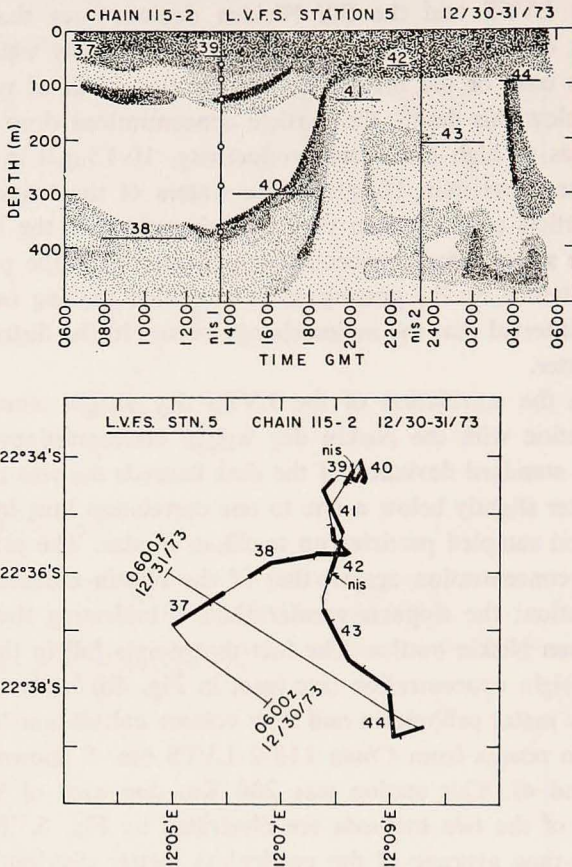 CHAIN 115-2 L.V.F.S. STATION 5 12/30-31/73
0
100
200
300
400
DEPTH (m)
37
39
42
44
41
43
40
38
0600
0800
1000
1200
nis 1
1400
1600
1800
2000
2200
nis 2
2400
0200
0400
0600
TIME GMT
L.V.F.S. STN. 5 CHAIN 115-2 12/30-31/73
22°34'S
22°36'S
22°38'S
nis
39
40
41
38
42
nis
0600z
12/31/73
37
43
0600z
12/30/73
44
12°05'E
12°07'E
12°09'E